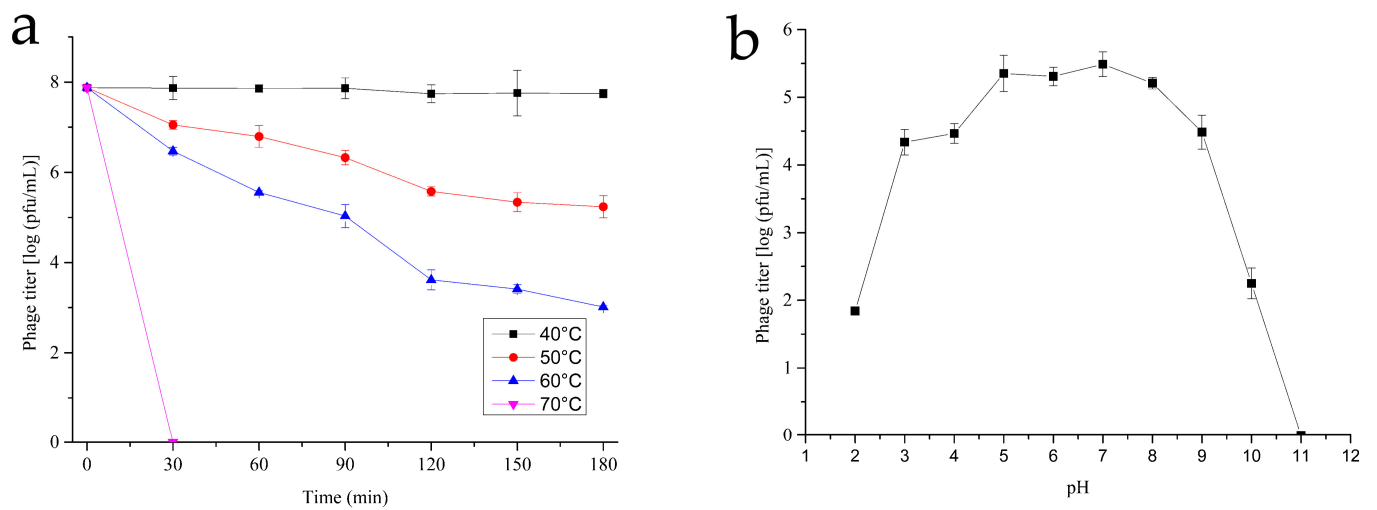 a
Phage titer [log (pfu/mL)]
8
6
4
2
0
0 30 60 90 120 150 180
Time (min)
40°C
50°C
60°C
70°C
b
Phage titer [log (pfu/mL)]
6
5
4
3
2
1
0
1 2 3 4 5 6 7 8 9 10 11 12
pH